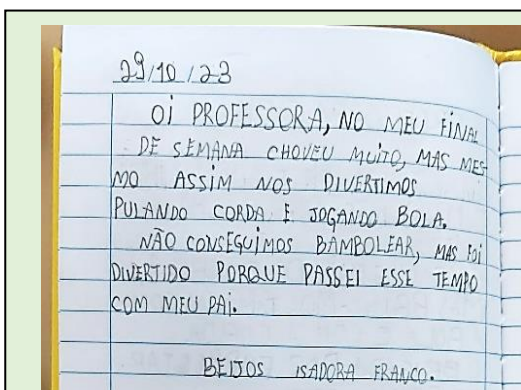 29/10/23
Oi PROFESSORA, NO MEU FiNAL
DE SEMANA CHOVEU MUiTO, MAS MES-
MO ASSiM NOS DIVERTIMOS
PULANDO CORDA E JOGANDO BOLA.
NÃO CONSEGUiMOS BAMBOLEAR, MAS FOi
DIVERTIDO PORQUE PASSEI ESSE TEMPO
COM MEU PAi.
BEIJOS ISADORA FRANCO.